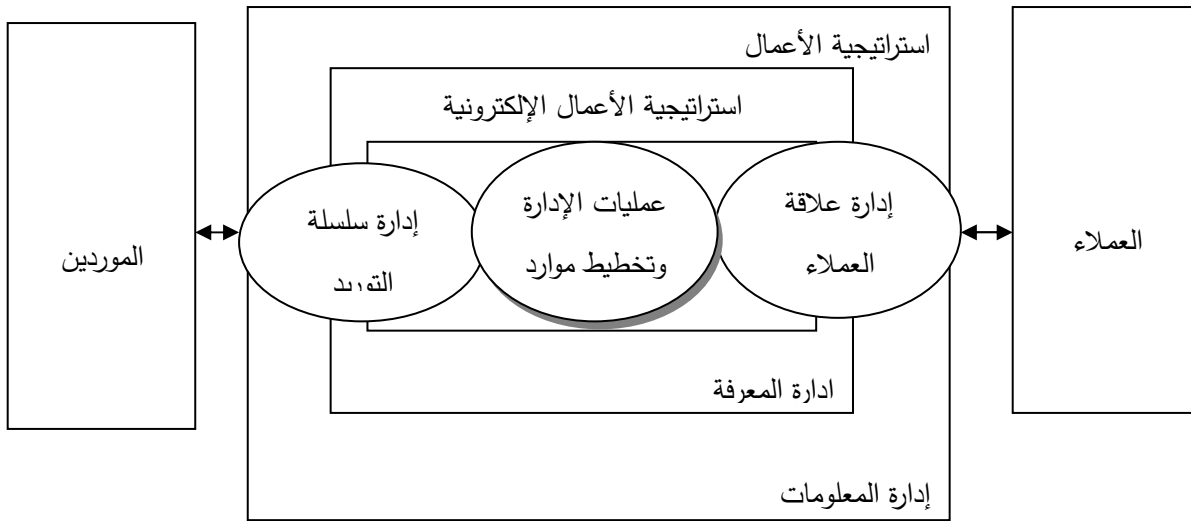 استراتيجية الأعمال
استراتيجية الأعمال الإلكترونية
العملاء
إدارة علاقة
العملاء
عمليات الإدارة
وتخطيط موارد
إدارة سلسلة
التوريد
الموردين
ادارة المعرفة
إدارة المعلومات